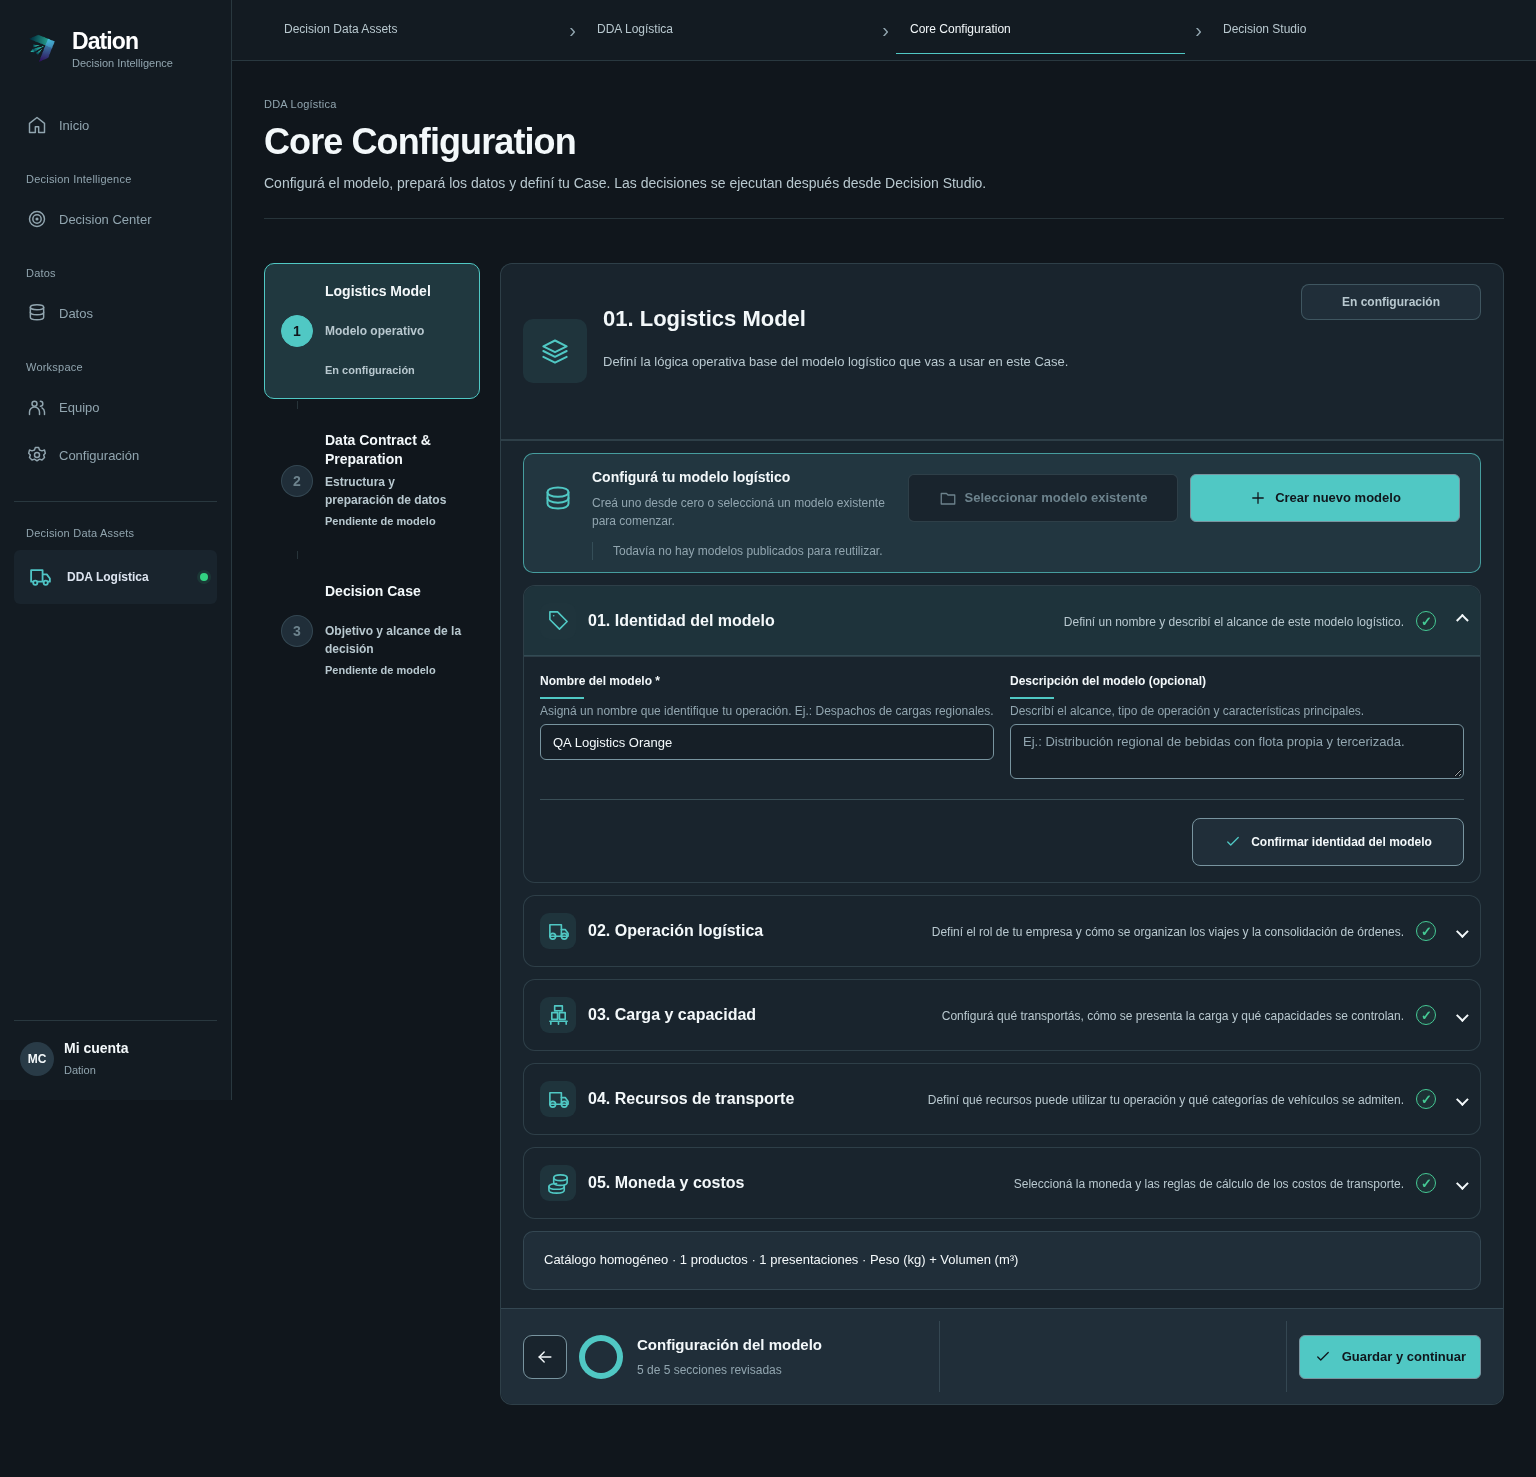 Dation
Decision Intelligence
Inicio
Decision Intelligence
Decision Center
Datos
Datos
Workspace
Equipo
Configuración
Decision Data Assets
DDA Logística
MC
Mi cuenta
Dation
Decision Data Assets
DDA Logística
Core Configuration
Decision Studio
DDA Logística
Core Configuration
Configurá el modelo, prepará los datos y definí tu Case. Las decisiones se ejecutan después desde Decision Studio.
Logistics Model
1
Modelo operativo
En configuración
Data Contract &
Preparation
2
Estructura y
preparación de datos
Pendiente de modelo
Decision Case
3
Objetivo y alcance de la
decisión
Pendiente de modelo
01. Logistics Model
Definí la lógica operativa base del modelo logístico que vas a usar en este Case.
En configuración
Configurá tu modelo logístico
Creá uno desde cero o seleccioná un modelo existente
para comenzar.
Todavía no hay modelos publicados para reutilizar.
Seleccionar modelo existente
Crear nuevo modelo
01. Identidad del modelo
Definí un nombre y describí el alcance de este modelo logístico.
Nombre del modelo *
Asigná un nombre que identifique tu operación. Ej.: Despachos de cargas regionales.
QA Logistics Orange
Descripción del modelo (opcional)
Describí el alcance, tipo de operación y características principales.
Ej.: Distribución regional de bebidas con flota propia y tercerizada.
Confirmar identidad del modelo
02. Operación logística
Definí el rol de tu empresa y cómo se organizan los viajes y la consolidación de órdenes.
03. Carga y capacidad
Configurá qué transportás, cómo se presenta la carga y qué capacidades se controlan.
04. Recursos de transporte
Definí qué recursos puede utilizar tu operación y qué categorías de vehículos se admiten.
05. Moneda y costos
Seleccioná la moneda y las reglas de cálculo de los costos de transporte.
Catálogo homogéneo · 1 productos · 1 presentaciones · Peso (kg) + Volumen (m³)
Configuración del modelo
5 de 5 secciones revisadas
Guardar y continuar